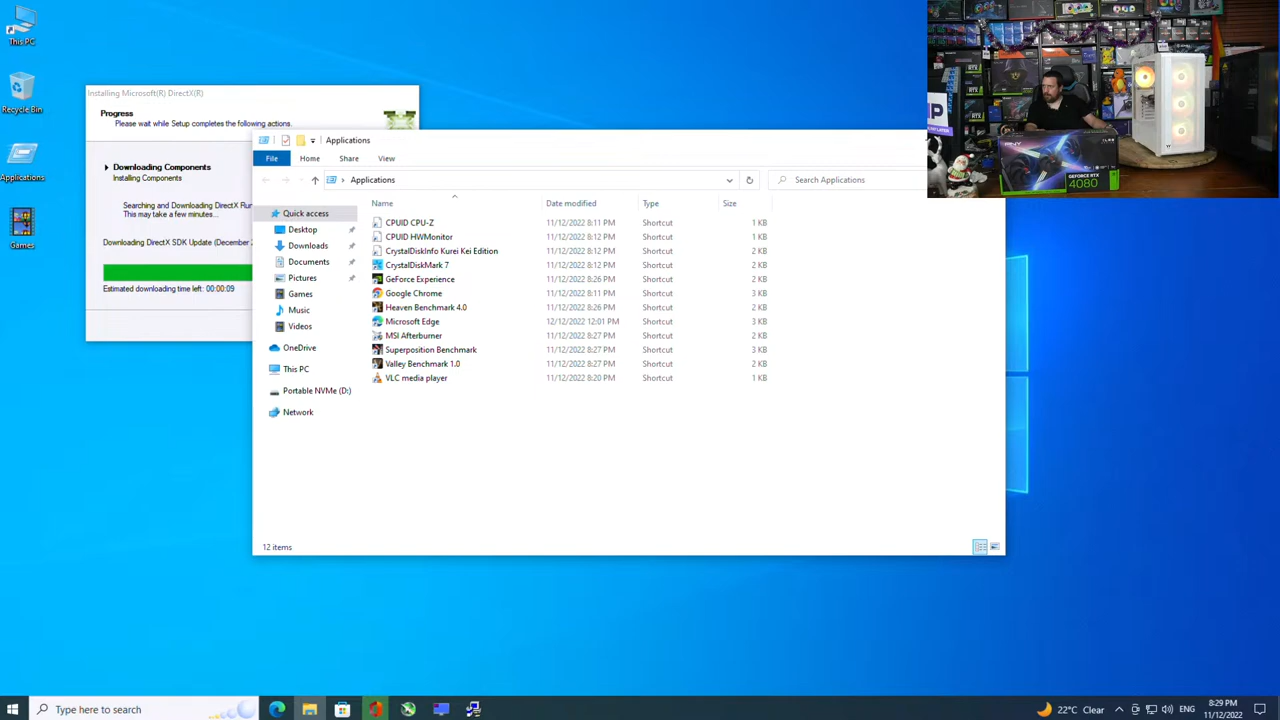 This PC
Recycle Bin
Applications
Games
Installing Microsoft(R) DirectX(R)
Progress
Please wait while Setup completes the following actions.
Downloading Components
Installing Components
Searching and Downloading DirectX Run
This may take a few minutes...
Downloading DirectX SDK Update (December 2
Estimated downloading time left: 00:00:09
Applications
File Home Share View
Applications
Search Applications
Quick access
Desktop
Downloads
Documents
Pictures
Games
Music
Videos
OneDrive
This PC
Portable NVMe (D:)
Network
Name Date modified Type Size
CPUID CPU-Z 11/12/2022 8:11 PM Shortcut 1 KB
CPUID HWMonitor 11/12/2022 8:12 PM Shortcut 1 KB
CrystalDiskInfo Kurei Kei Edition 11/12/2022 8:12 PM Shortcut 2 KB
CrystalDiskMark 7 11/12/2022 8:12 PM Shortcut 2 KB
GeForce Experience 11/12/2022 8:26 PM Shortcut 2 KB
Google Chrome 11/12/2022 8:11 PM Shortcut 3 KB
Heaven Benchmark 4.0 11/12/2022 8:26 PM Shortcut 2 KB
Microsoft Edge 12/12/2022 12:01 PM Shortcut 3 KB
MSI Afterburner 11/12/2022 8:27 PM Shortcut 2 KB
Superposition Benchmark 11/12/2022 8:27 PM Shortcut 3 KB
Valley Benchmark 1.0 11/12/2022 8:27 PM Shortcut 2 KB
VLC media player 11/12/2022 8:20 PM Shortcut 1 KB
12 items
PNY
GEFORCE RTX
4080
Type here to search
22°C Clear
8:29 PM
11/12/2022